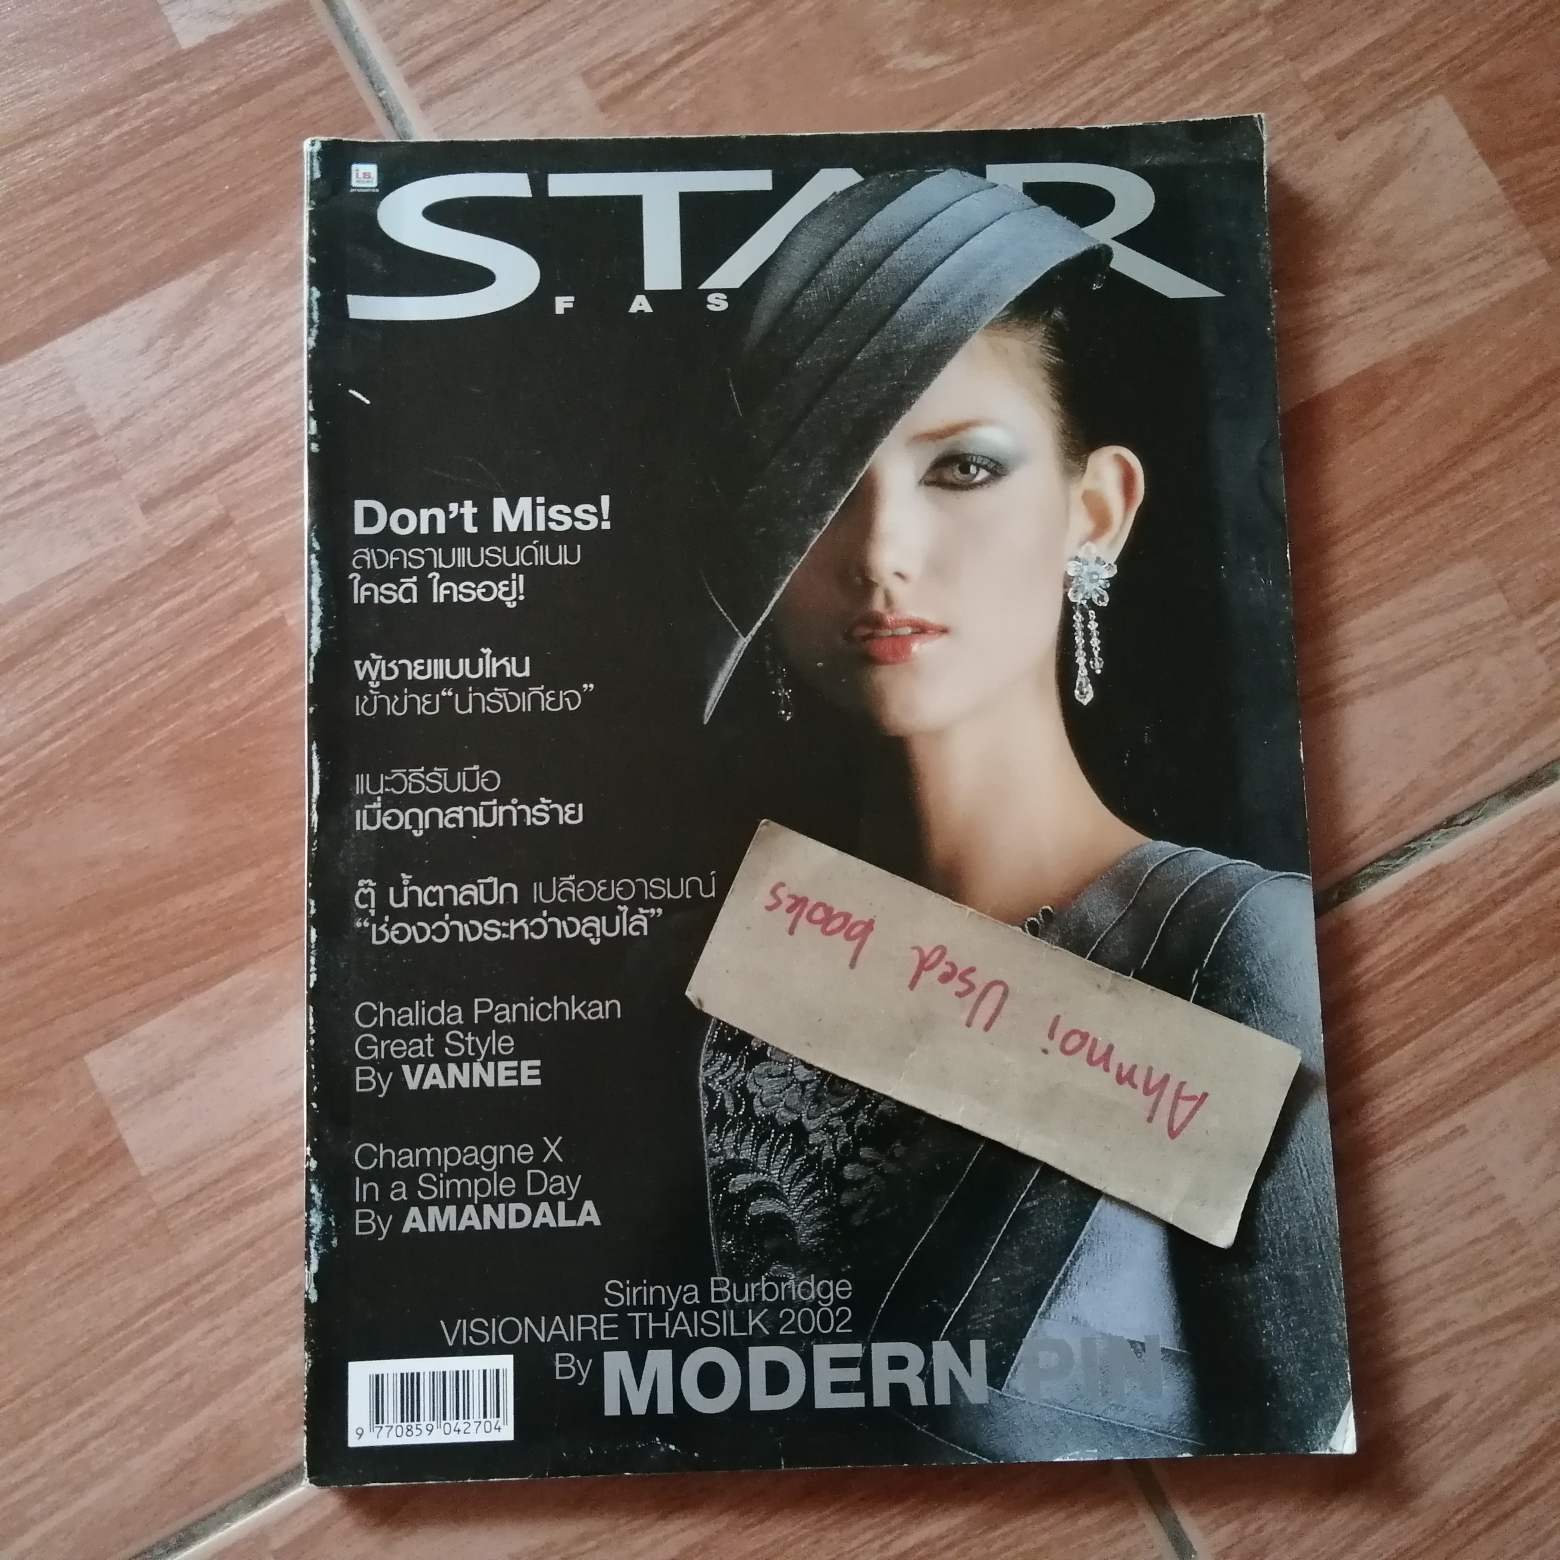 i.s.
STAR
FAS
Don't Miss!
สงครามแบรนด์เนม
ใครดี ใครอยู่!
ผู้ชายแบบไหน
เข้าข่าย“น่ารังเกียจ”
แนะวิธีรับมือ
เมื่อถูกสามีทำร้าย
ตุ๊ น้ำตาลปึก เปลือยอารมณ์
“ช่องว่างระหว่างลูบไล้”
Chalida Panichkan
Great Style
By VANNEE
Champagne X
In a Simple Day
By AMANDALA
Ahrnoi Used books
Sirinya Burbridge
VISIONAIRE THAISILK 2002
By MODERN PIN
9 770859 042704